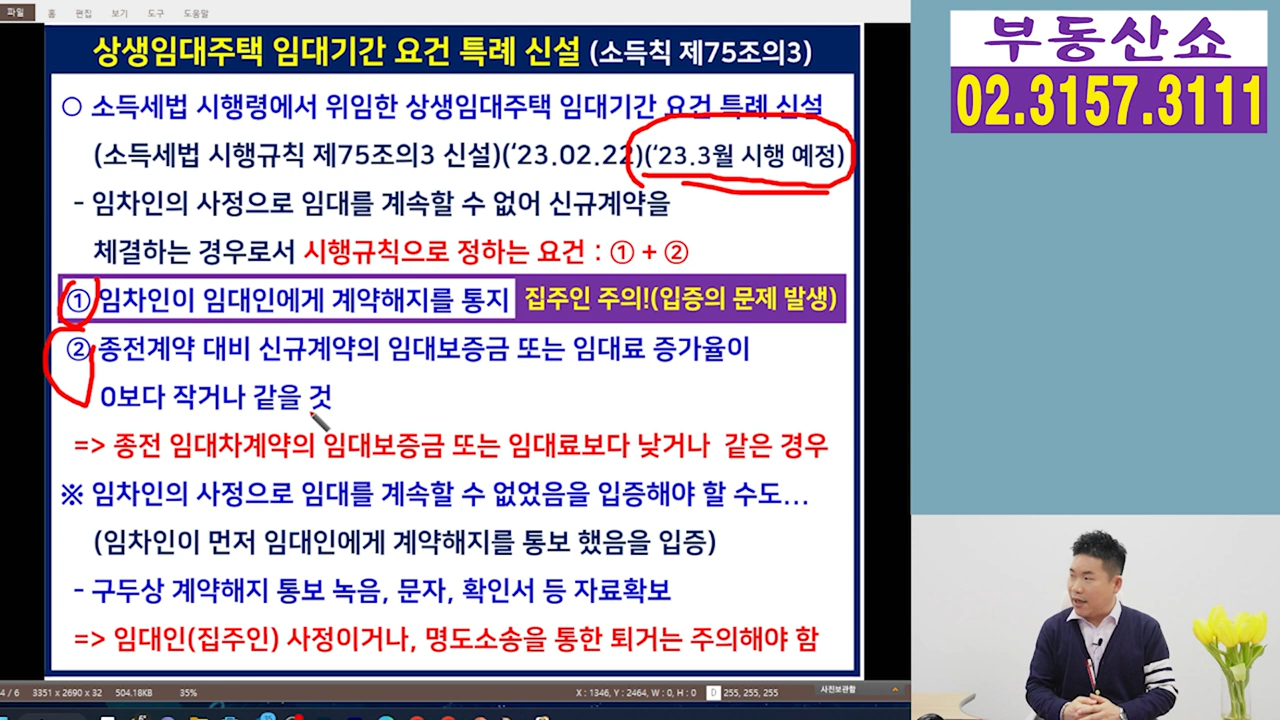 파일 홈 편집 보기 도구 도움말
상생임대주택 임대기간 요건 특례 신설 (소득칙 제75조의3)
○ 소득세법 시행령에서 위임한 상생임대주택 임대기간 요건 특례 신설
(소득세법 시행규칙 제75조의3 신설)(‘23.02.22)(‘23.3월 시행 예정)
- 임차인의 사정으로 임대를 계속할 수 없어 신규계약을
체결하는 경우로서 시행규칙으로 정하는 요건 : ① + ②
① 임차인이 임대인에게 계약해지를 통지 집주인 주의!(입증의 문제 발생)
② 종전계약 대비 신규계약의 임대보증금 또는 임대료 증가율이
0보다 작거나 같을 것
=> 종전 임대차계약의 임대보증금 또는 임대료보다 낮거나 같은 경우
※ 임차인의 사정으로 임대를 계속할 수 없었음을 입증해야 할 수도...
(임차인이 먼저 임대인에게 계약해지를 통보 했음을 입증)
- 구두상 계약해지 통보 녹음, 문자, 확인서 등 자료확보
=> 임대인(집주인) 사정이거나, 명도소송을 통한 퇴거는 주의해야 함
4 / 6 3351 x 2690 x 32 504.18KB 35% X : 1346, Y : 2464, W : 0, H : 0 D 255, 255, 255 사진보관함
부동산쇼
02.3157.3111